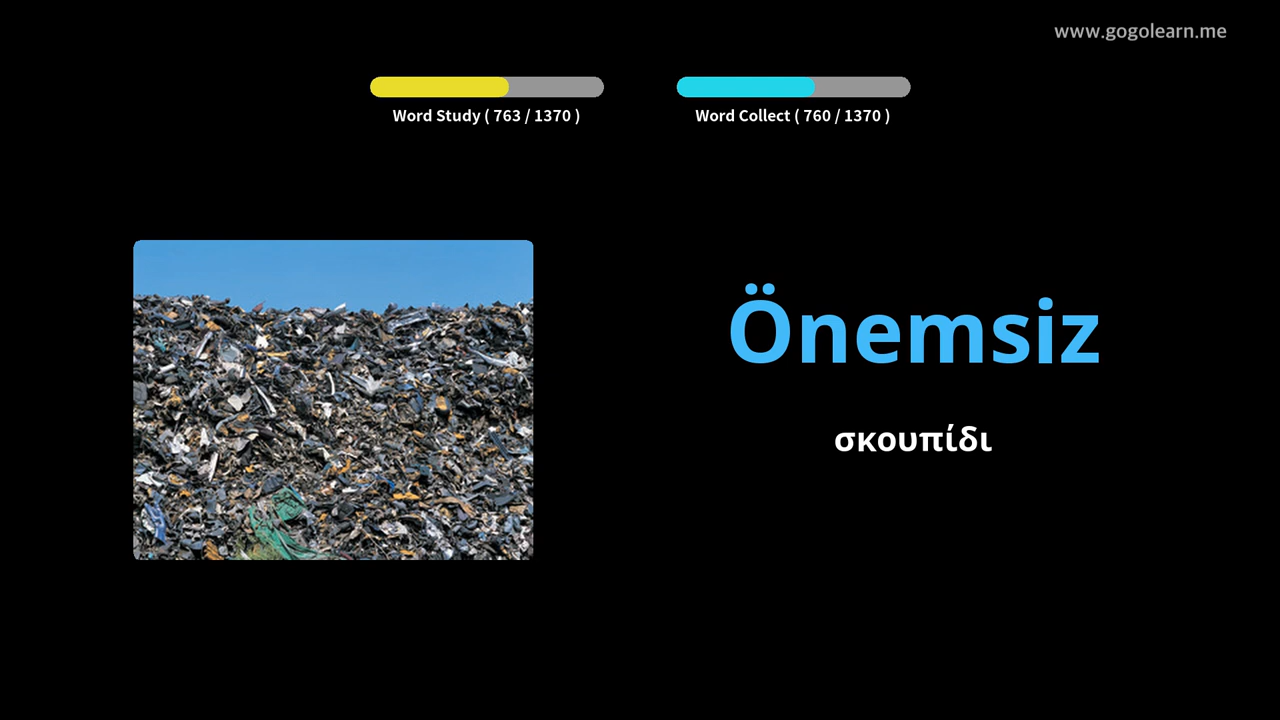 www.gogolearn.me
Word Study ( 763 / 1370 )
Word Collect ( 760 / 1370 )
Önemsiz
σκουπίδι